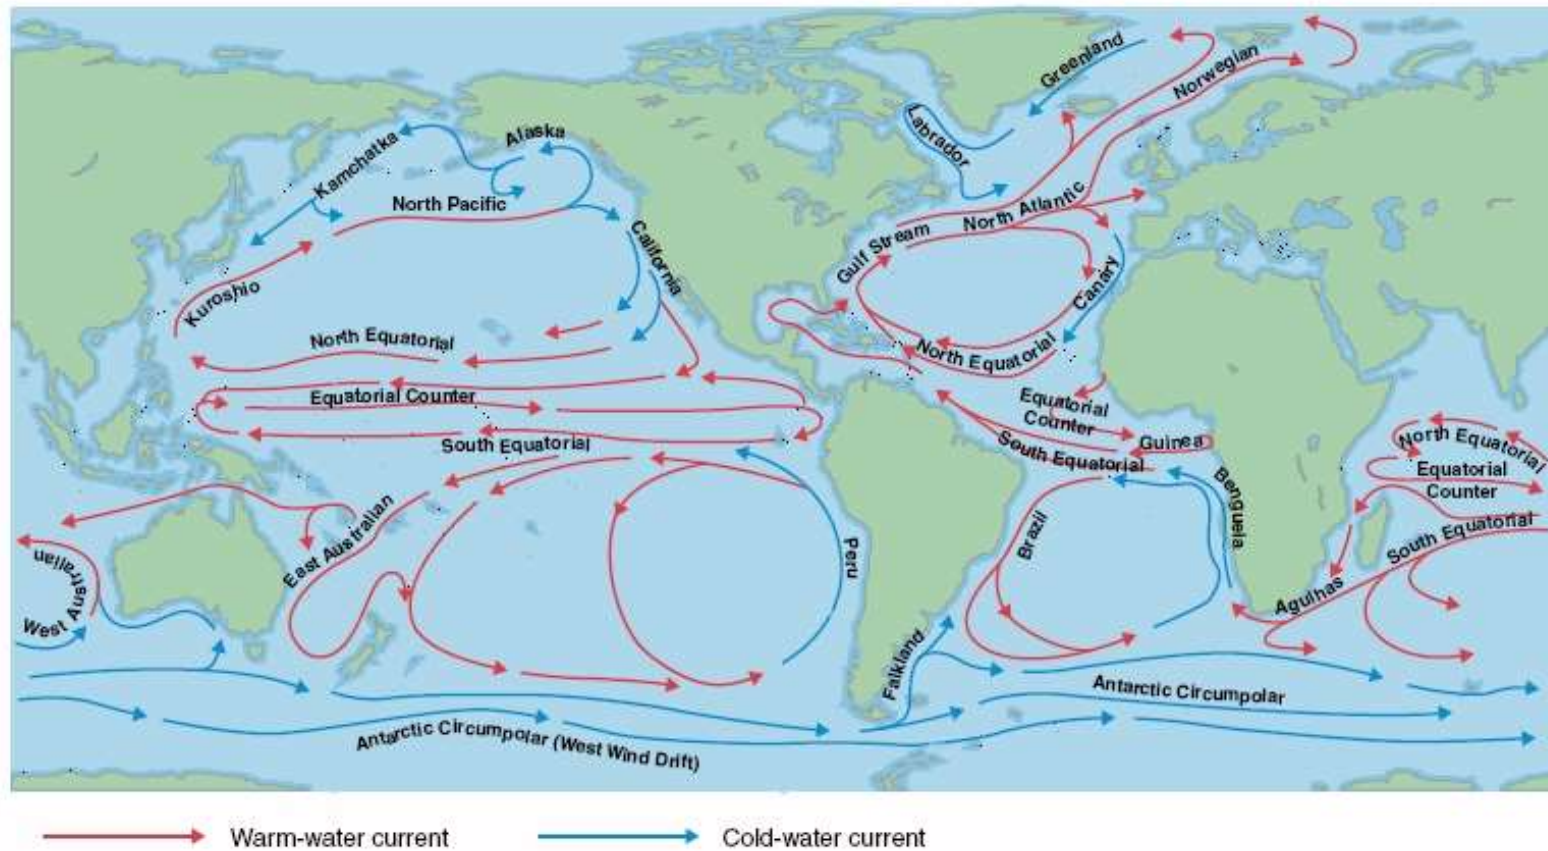 Greenland
Norwegian
Labrador
Alaska
Kamchatka
North Pacific
North Atlantic
Gulf Stream
California
Canary
Kuroshio
North Equatorial
North Equatorial
Equatorial Counter
Equatorial
Counter
Guinea
South Equatorial
South Equatorial
North Equatorial
Equatorial
Counter
South Equatorial
Benguela
East Australian
Peru
Brazil
West Australian
Agulhas
Falkland
Antarctic Circumpolar
Antarctic Circumpolar (West Wind Drift)
Warm-water current
Cold-water current